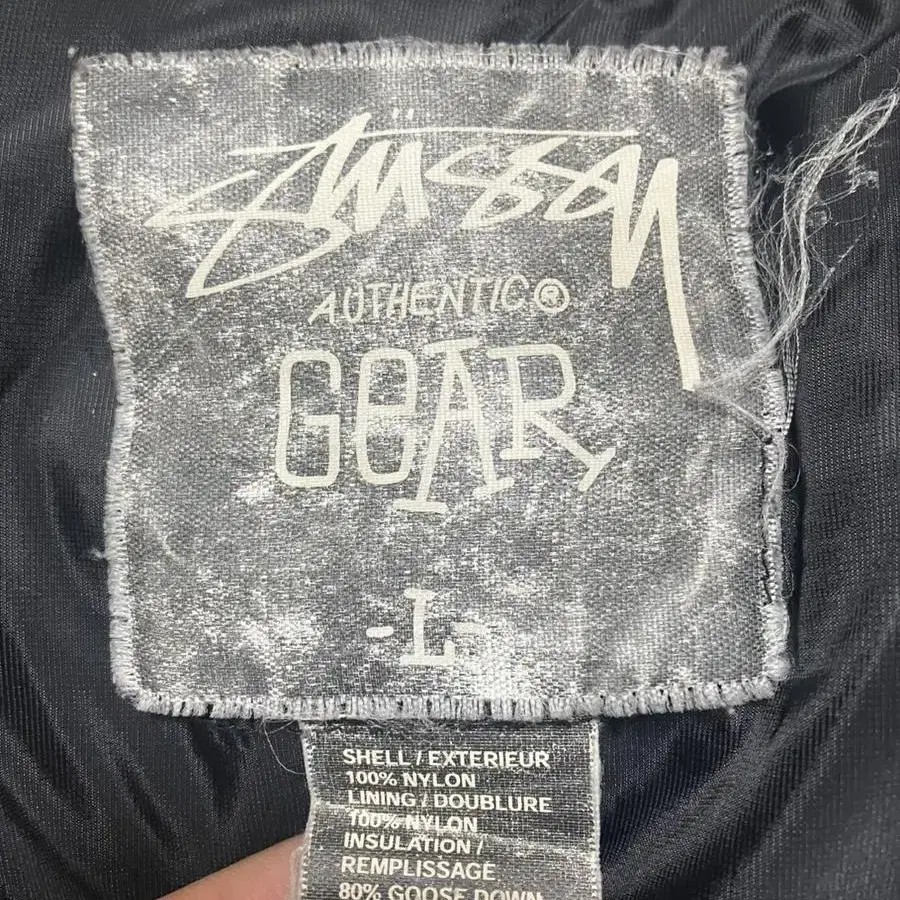 Stüssy
AUTHENTIC®
GEAR
-L-
SHELL / EXTERIEUR
100% NYLON
LINING / DOUBLURE
100% NYLON
INSULATION /
REMPLISSAGE
80% GOOSE DOWN